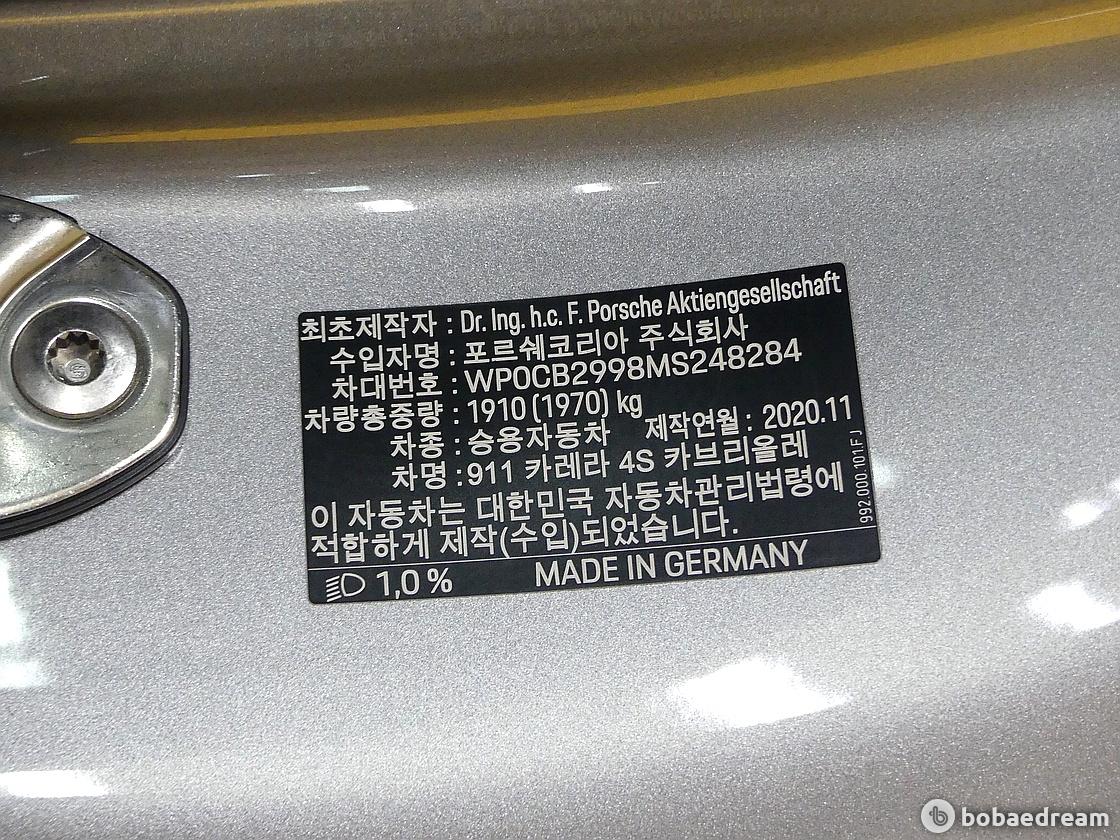 최초제작자 : Dr. Ing. h.c. F. Porsche Aktiengesellschaft
수입자명 : 포르쉐코리아 주식회사
차대번호 : WP0CB2998MS248284
차량총중량 : 1910 (1970) kg
차종 : 승용자동차 제작연월 : 2020.11
차명 : 911 카레라 4S 카브리올레
이 자동차는 대한민국 자동차관리법령에
적합하게 제작(수입)되었습니다.
1,0 % MADE IN GERMANY
992.000.101.FJ
bobaedream